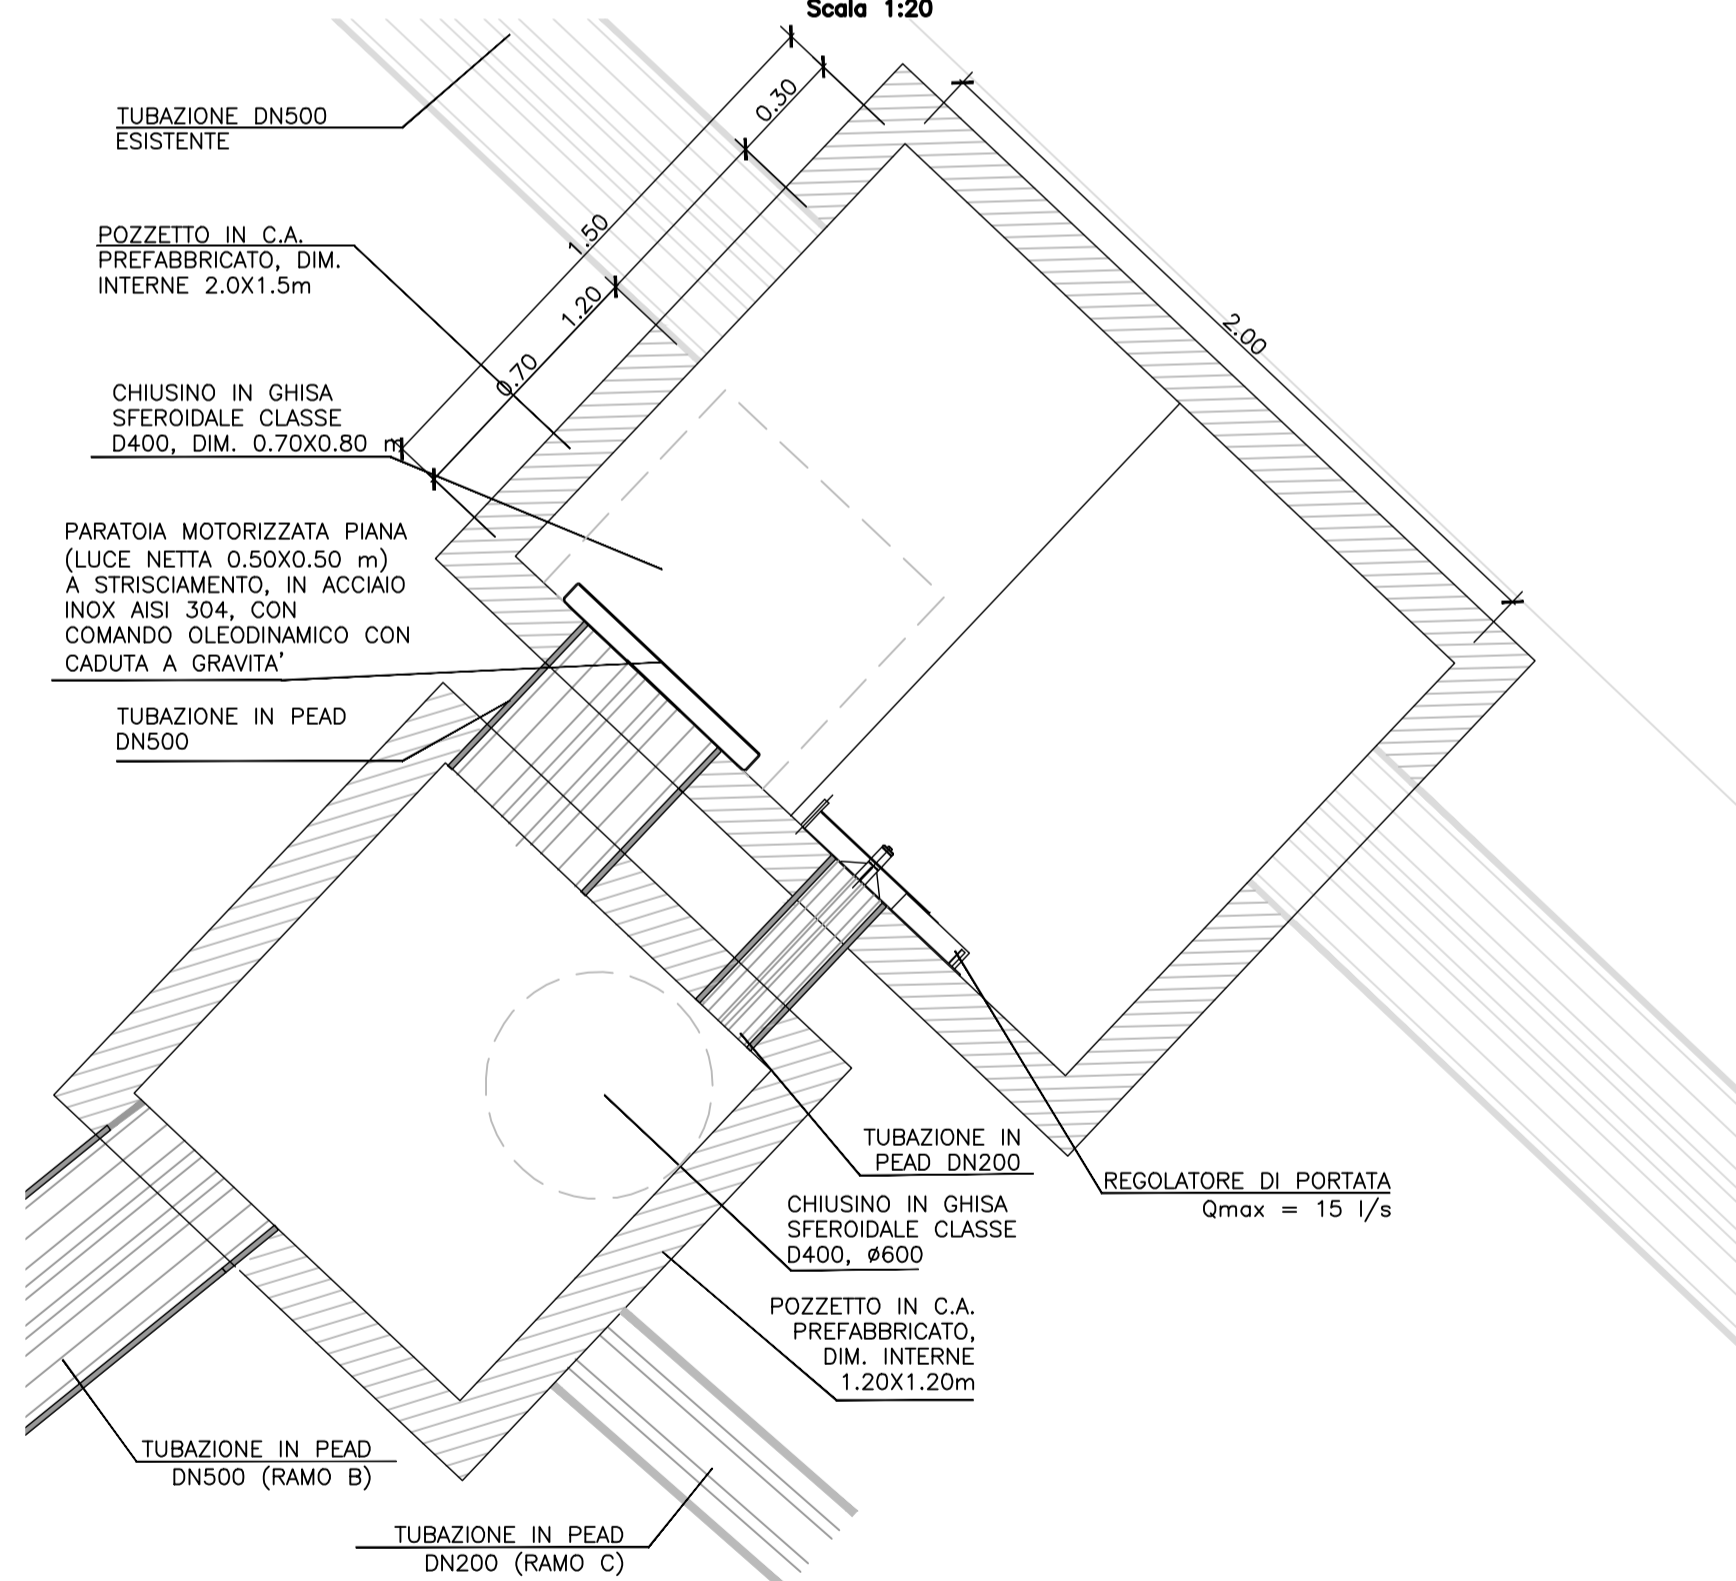 Scala 1:20
TUBAZIONE DN500
ESISTENTE
0.30
1.50
1.20
0.70
2.00
POZZETTO IN C.A.
PREFABBRICATO, DIM.
INTERNE 2.0X1.5m
CHIUSINO IN GHISA
SFEROIDALE CLASSE
D400, DIM. 0.70X0.80 m
PARATOIA MOTORIZZATA PIANA
(LUCE NETTA 0.50X0.50 m)
A STRISCIAMENTO, IN ACCIAIO
INOX AISI 304, CON
COMANDO OLEODINAMICO CON
CADUTA A GRAVITA'
TUBAZIONE IN PEAD
DN500
TUBAZIONE IN
PEAD DN200
REGOLATORE DI PORTATA
Qmax = 15 l/s
CHIUSINO IN GHISA
SFEROIDALE CLASSE
D400, ø600
POZZETTO IN C.A.
PREFABBRICATO,
DIM. INTERNE
1.20X1.20m
TUBAZIONE IN PEAD
DN500 (RAMO B)
TUBAZIONE IN PEAD
DN200 (RAMO C)